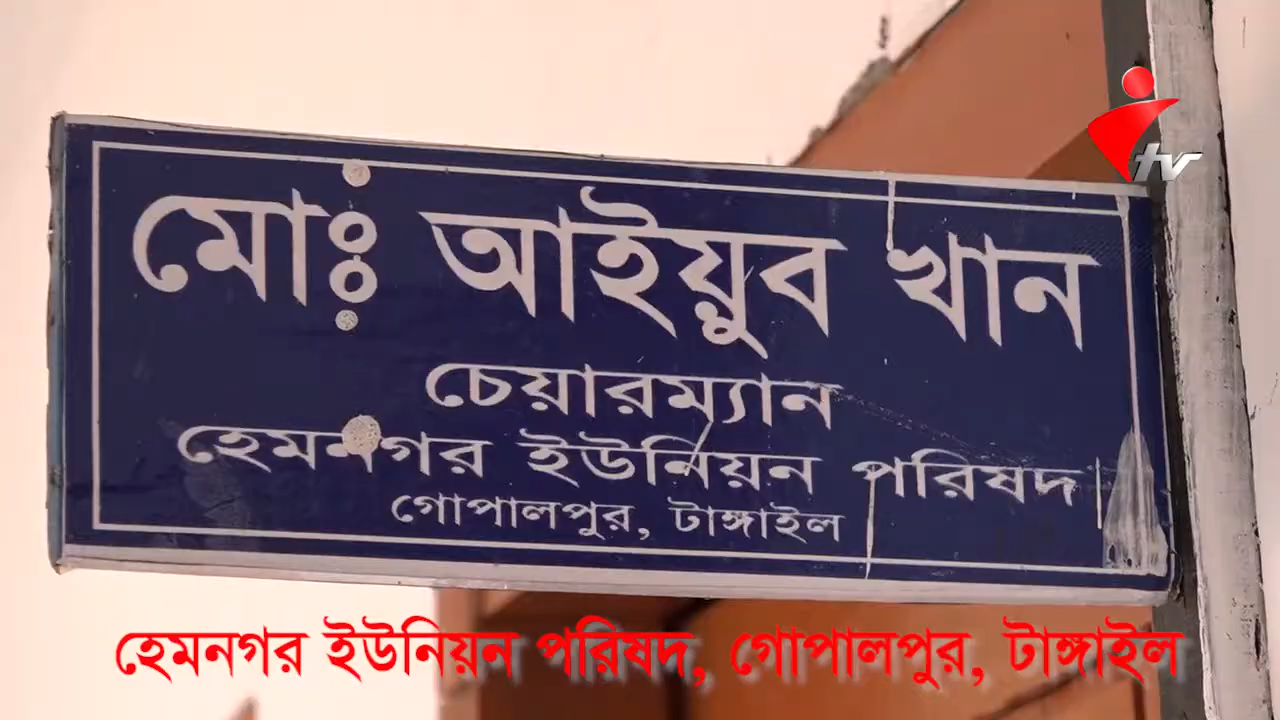 tv
মোঃ আইয়ুব খান
চেয়ারম্যান
হেমনগর ইউনিয়ন পরিষদ
গোপালপুর, টাঙ্গাইল
হেমনগর ইউনিয়ন পরিষদ, গোপালপুর, টাঙ্গাইল